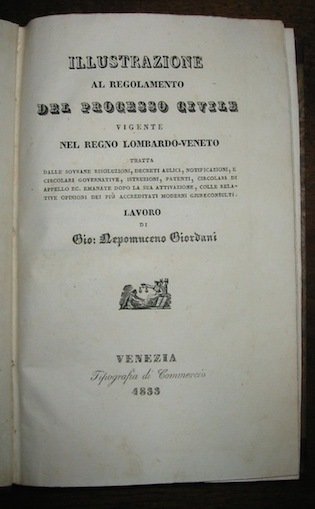 ILLUSTRAZIONE
AL REGOLAMENTO
DEL PROCESSO CIVILE
VIGENTE
NEL REGNO LOMBARDO-VENETO
TRATTA
DALLE SOVRANE RISOLUZIONI, DECRETI AULICI, NOTIFICAZIONI, E
CIRCOLARI GOVERNATIVE, ISTRUZIONI, PATENTI, CIRCOLARI DI
APPELLO EC. EMANATE DOPO LA SUA ATTIVAZIONE, COLLE RELA-
TIVE OPINIONI DEI PIÙ ACCREDITATI MODERNI GIURECONSULTI.
LAVORO
DI
Gio: Nepomuceno Giordani
VENEZIA
Tipografia di Commercio
1833